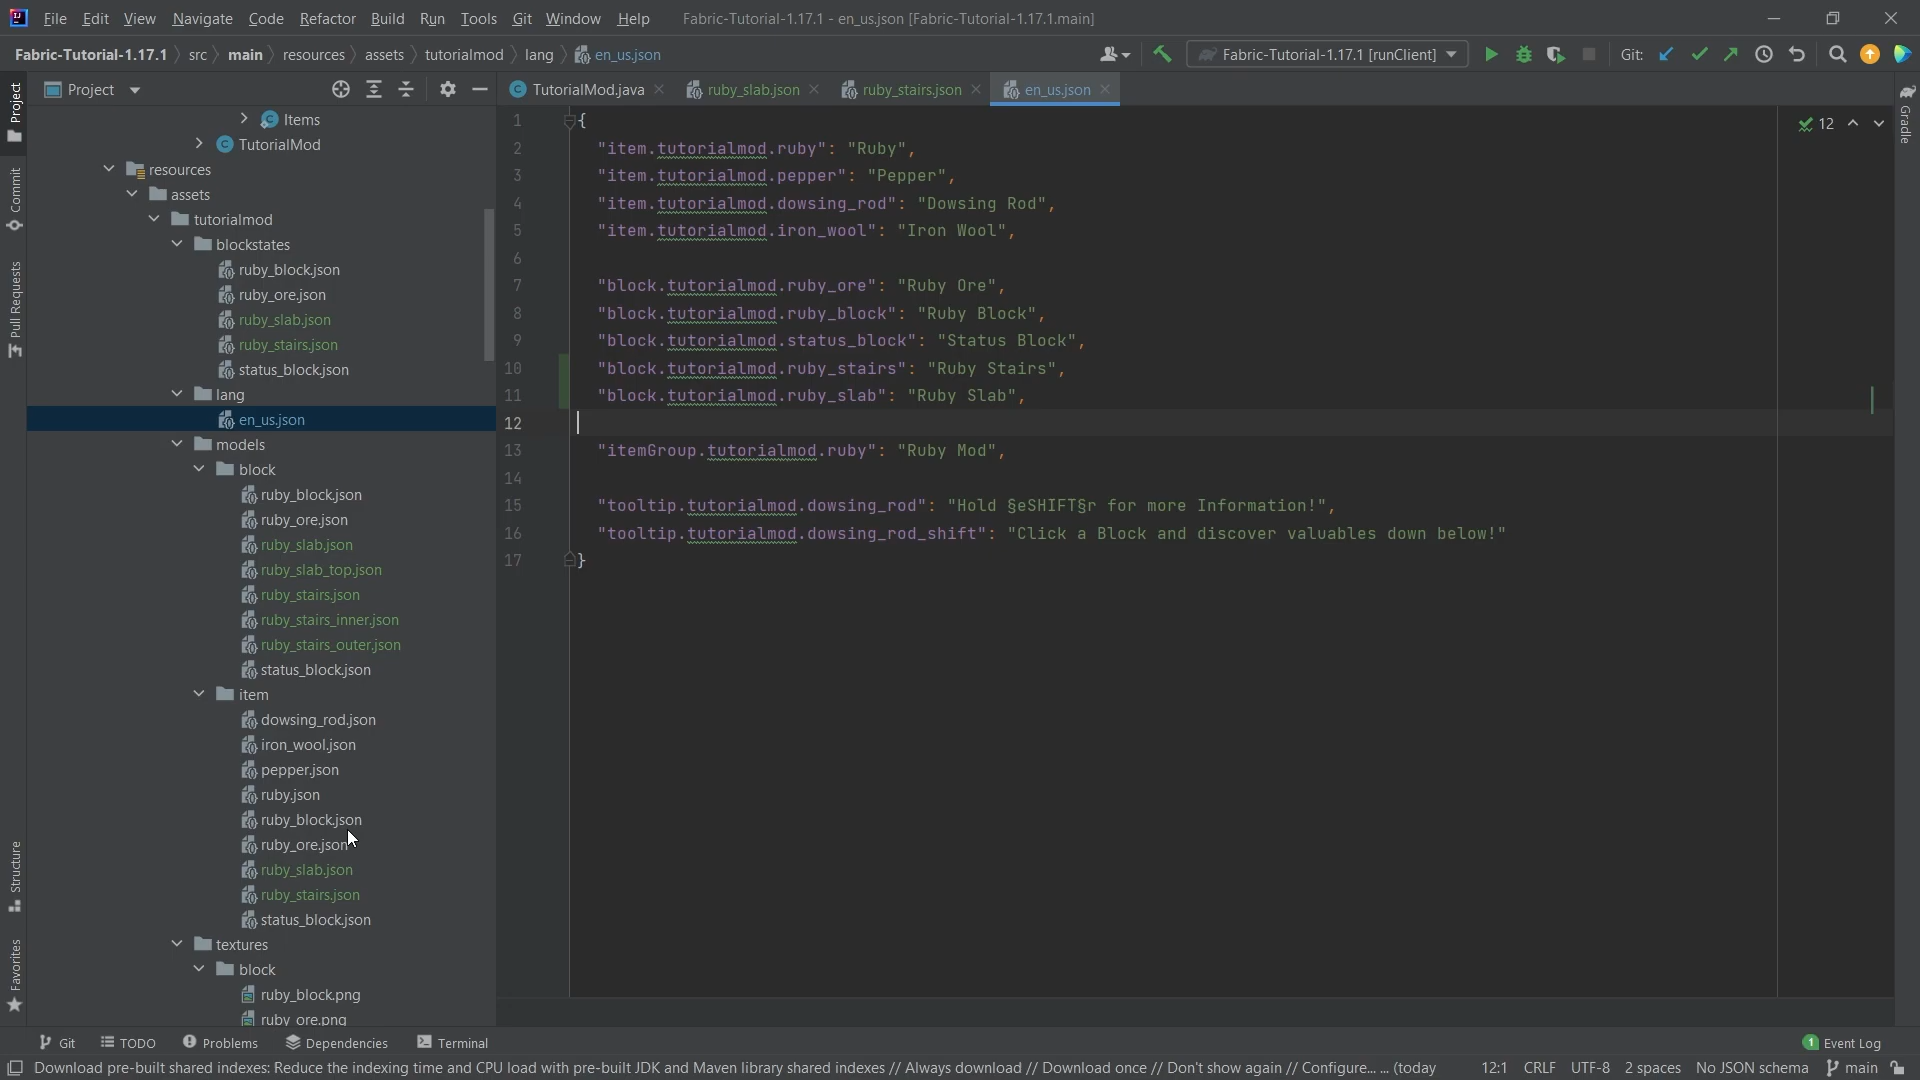 File Edit View Navigate Code Refactor Build Run Tools Git Window Help Fabric-Tutorial-1.17.1 - en_us.json [Fabric-Tutorial-1.17.1.main]
Fabric-Tutorial-1.17.1 src main resources assets tutorialmod lang en_us.json Fabric-Tutorial-1.17.1 [runClient] Git:
Project TutorialMod.java ruby_slab.json ruby_stairs.json en_us.json
Project
Commit
Pull Requests
Structure
Favorites
Gradle
Items
TutorialMod
resources
assets
tutorialmod
blockstates
ruby_block.json
ruby_ore.json
ruby_slab.json
ruby_stairs.json
status_block.json
lang
en_us.json
models
block
ruby_block.json
ruby_ore.json
ruby_slab.json
ruby_slab_top.json
ruby_stairs.json
ruby_stairs_inner.json
ruby_stairs_outer.json
status_block.json
item
dowsing_rod.json
iron_wool.json
pepper.json
ruby.json
ruby_block.json
ruby_ore.json
ruby_slab.json
ruby_stairs.json
status_block.json
textures
block
ruby_block.png
ruby_ore.png
1 {
2 "item.tutorialmod.ruby": "Ruby",
3 "item.tutorialmod.pepper": "Pepper",
4 "item.tutorialmod.dowsing_rod": "Dowsing Rod",
5 "item.tutorialmod.iron_wool": "Iron Wool",
6
7 "block.tutorialmod.ruby_ore": "Ruby Ore",
8 "block.tutorialmod.ruby_block": "Ruby Block",
9 "block.tutorialmod.status_block": "Status Block",
10 "block.tutorialmod.ruby_stairs": "Ruby Stairs",
11 "block.tutorialmod.ruby_slab": "Ruby Slab",
12
13 "itemGroup.tutorialmod.ruby": "Ruby Mod",
14
15 "tooltip.tutorialmod.dowsing_rod": "Hold §eSHIFT§r for more Information!",
16 "tooltip.tutorialmod.dowsing_rod_shift": "Click a Block and discover valuables down below!"
17 }
12
Git TODO Problems Dependencies Terminal 1 Event Log
Download pre-built shared indexes: Reduce the indexing time and CPU load with pre-built JDK and Maven library shared indexes // Always download // Download once // Don't show again // Configure... ... (today 12:1 CRLF UTF-8 2 spaces No JSON schema main